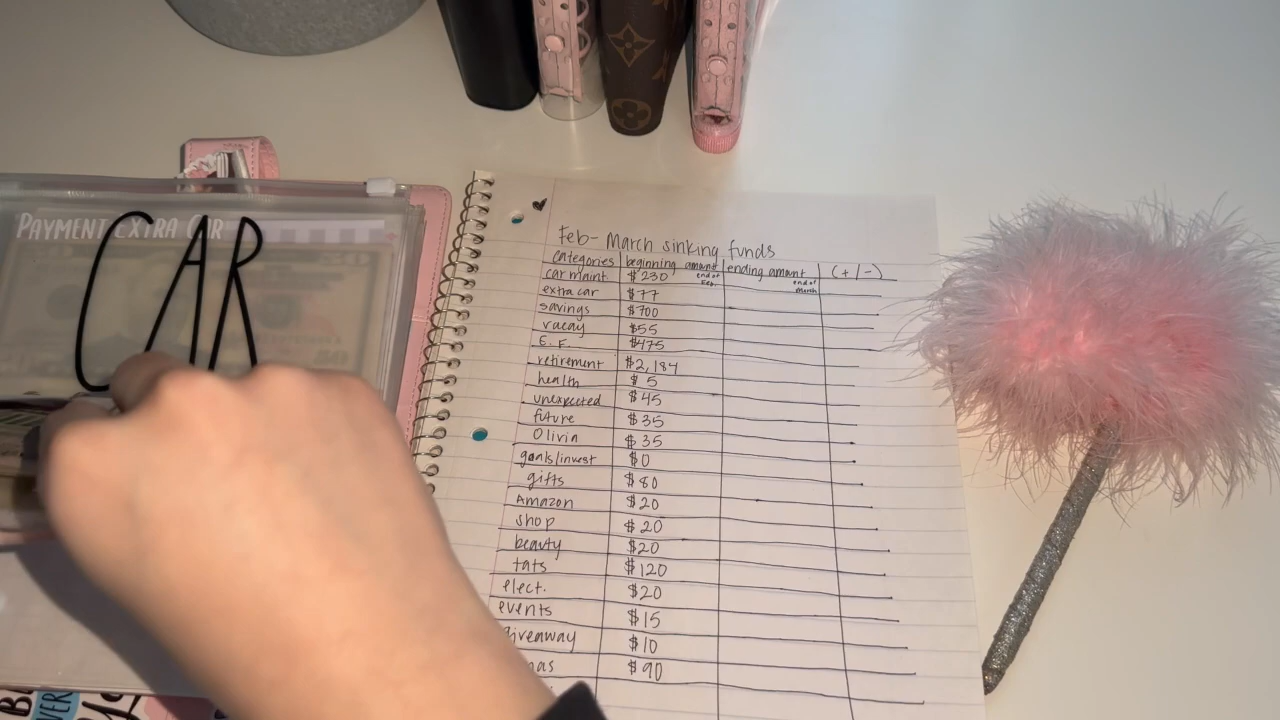 PAYMENT EXTRA CAR
CAR
Feb- March sinking funds
categories beginning amount end of Feb. ending amount end of March (+/-)
car maint $230
extra car $77
savings $700
vacay $55
E.F. $475
retirement $2,184
health $5
unexpected $45
future $35
Olivia $35
goals/invest $0
gifts $80
Amazon $20
shop $20
beauty $20
tats $120
elect. $20
events $15
giveaway $10
mas $90
VER